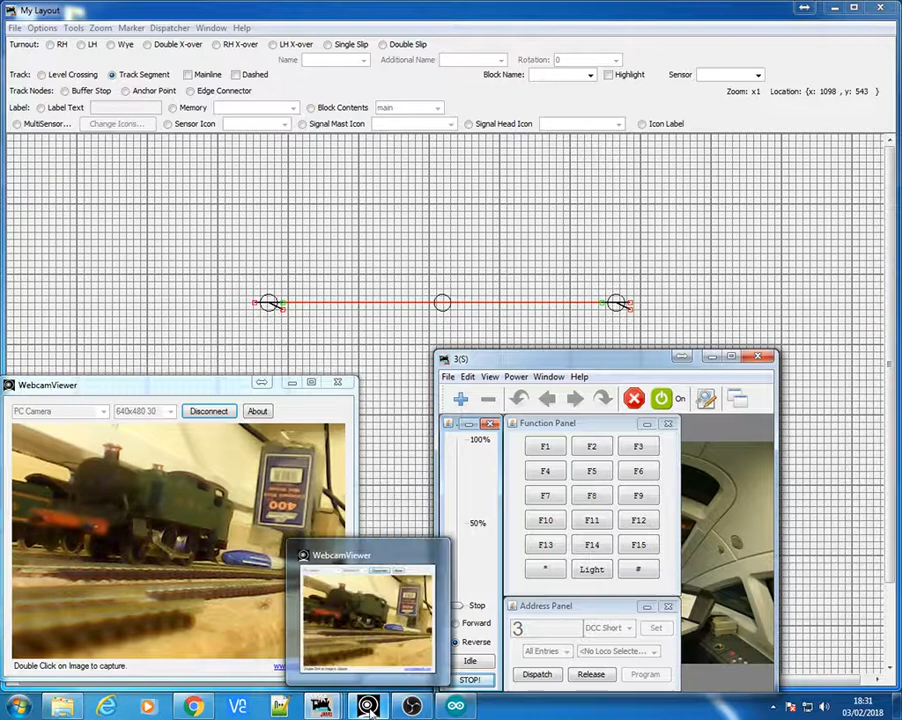 My Layout
File Options Tools Zoom Marker Dispatcher Window Help
Turnout: RH LH Wye Double X-over RH X-over LH X-over Single Slip Double Slip
Name Additional Name Rotation: 0
Track: Level Crossing Track Segment Mainline Dashed Block Name: Highlight Sensor
Track Nodes: Buffer Stop Anchor Point Edge Connector Zoom: x1 Location: {x: 1098 , y: 543 }
Label: Label Text Memory Block Contents main
MultiSensor... Change Icons... Sensor Icon Signal Mast Icon Signal Head Icon Icon Label
WebcamViewer
PC Camera 640x480 30 Disconnect About
400
Double Click on Image to capture.
WebcamViewer
3(S)
File Edit View Power Window Help
On
100%
50%
Stop
Forward
Reverse
Idle
STOP!
Function Panel
F1 F2 F3
F4 F5 F6
F7 F8 F9
F10 F11 F12
F13 F14 F15
* Light #
Address Panel
3 DCC Short Set
All Entries <No Loco Selecte...
Dispatch Release Program
18:31
03/02/2018